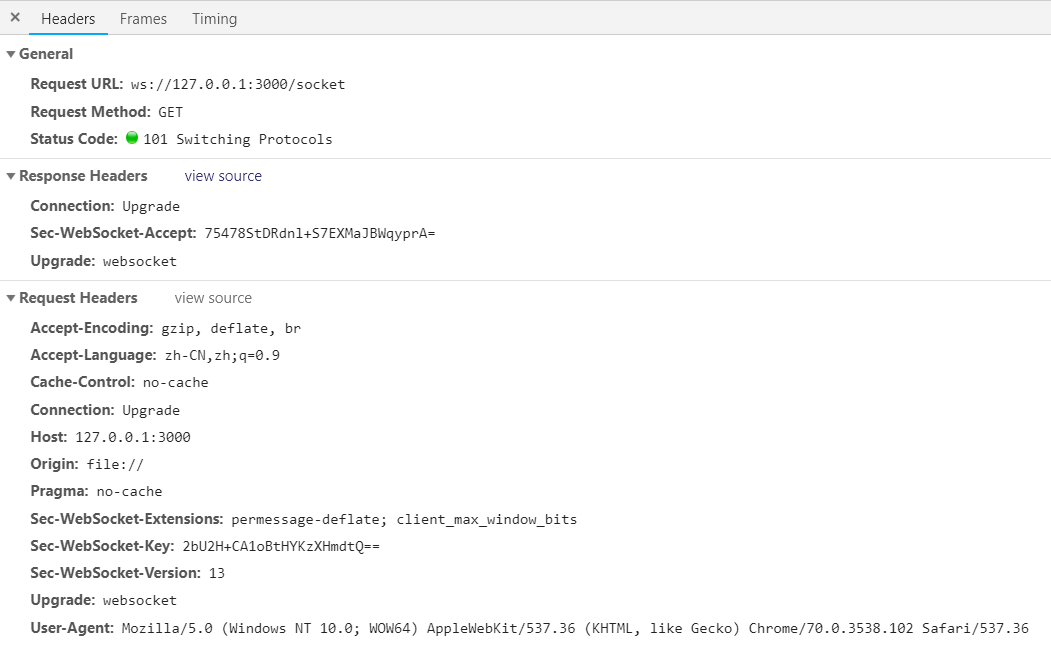 × Headers Frames Timing
General
Request URL: ws://127.0.0.1:3000/socket
Request Method: GET
Status Code: 101 Switching Protocols
Response Headers view source
Connection: Upgrade
Sec-WebSocket-Accept: 75478StDRdnl+S7EXMaJBWqyprA=
Upgrade: websocket
Request Headers view source
Accept-Encoding: gzip, deflate, br
Accept-Language: zh-CN,zh;q=0.9
Cache-Control: no-cache
Connection: Upgrade
Host: 127.0.0.1:3000
Origin: file://
Pragma: no-cache
Sec-WebSocket-Extensions: permessage-deflate; client_max_window_bits
Sec-WebSocket-Key: 2bU2H+CA1oBtHYKzXHmdtQ==
Sec-WebSocket-Version: 13
Upgrade: websocket
User-Agent: Mozilla/5.0 (Windows NT 10.0; WOW64) AppleWebKit/537.36 (KHTML, like Gecko) Chrome/70.0.3538.102 Safari/537.36